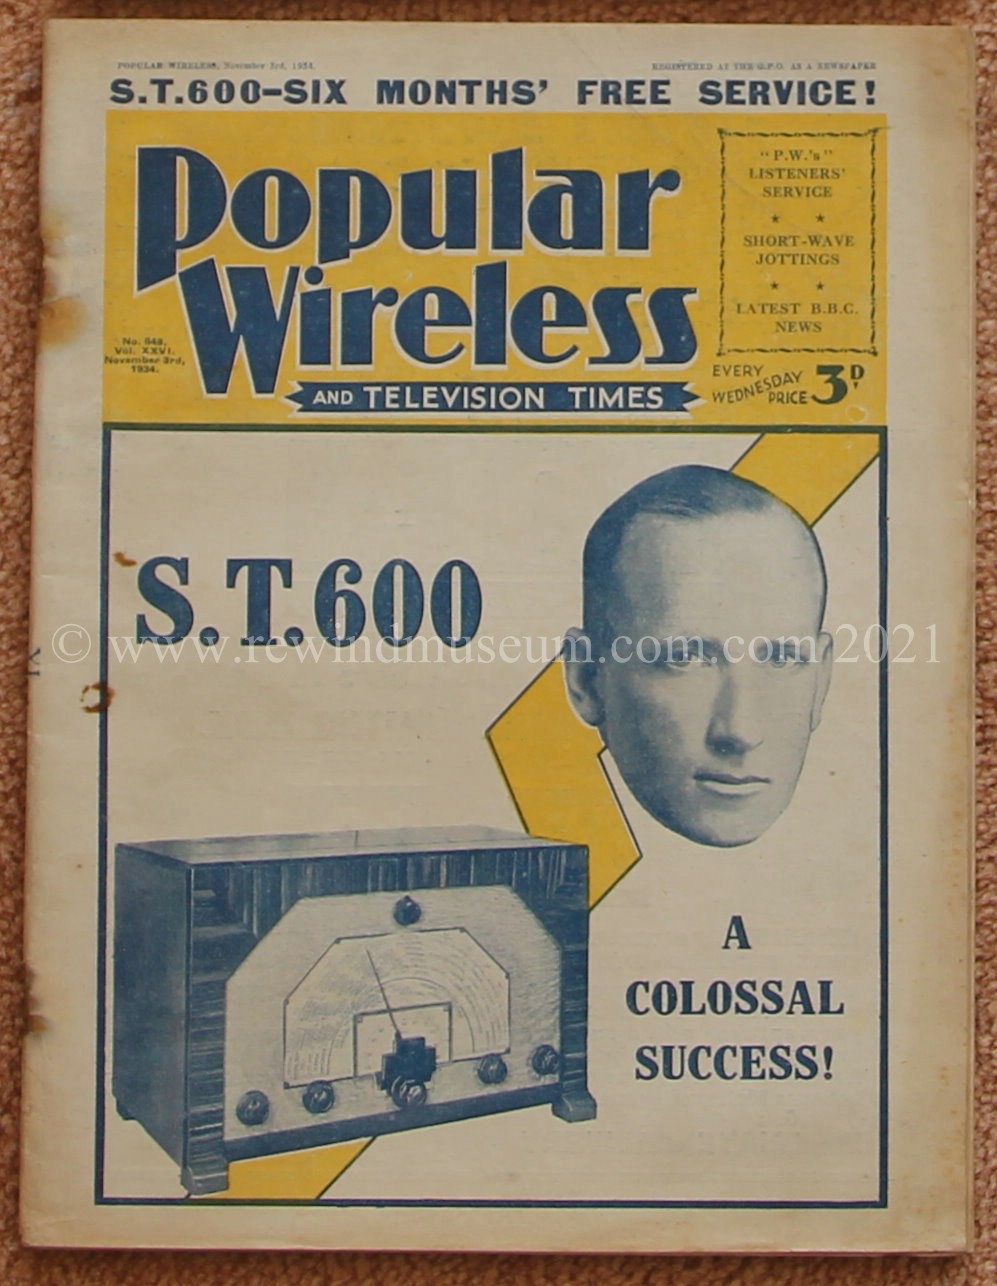 POPULAR WIRELESS, November 3rd, 1934.
REGISTERED AT THE G.P.O. AS A NEWSPAPER
S.T.600-SIX MONTHS' FREE SERVICE!
Popular
Wireless
AND TELEVISION TIMES
No. 648.
Vol. XXVI.
November 3rd,
1934.
"P.W.'s"
LISTENERS'
SERVICE
★ ★
SHORT-WAVE
JOTTINGS
★ ★
LATEST B.B.C.
NEWS
EVERY
WEDNESDAY
PRICE 3D.
S.T.600
© www.rewindmuseum.com.com 2021
A
COLOSSAL
SUCCESS!